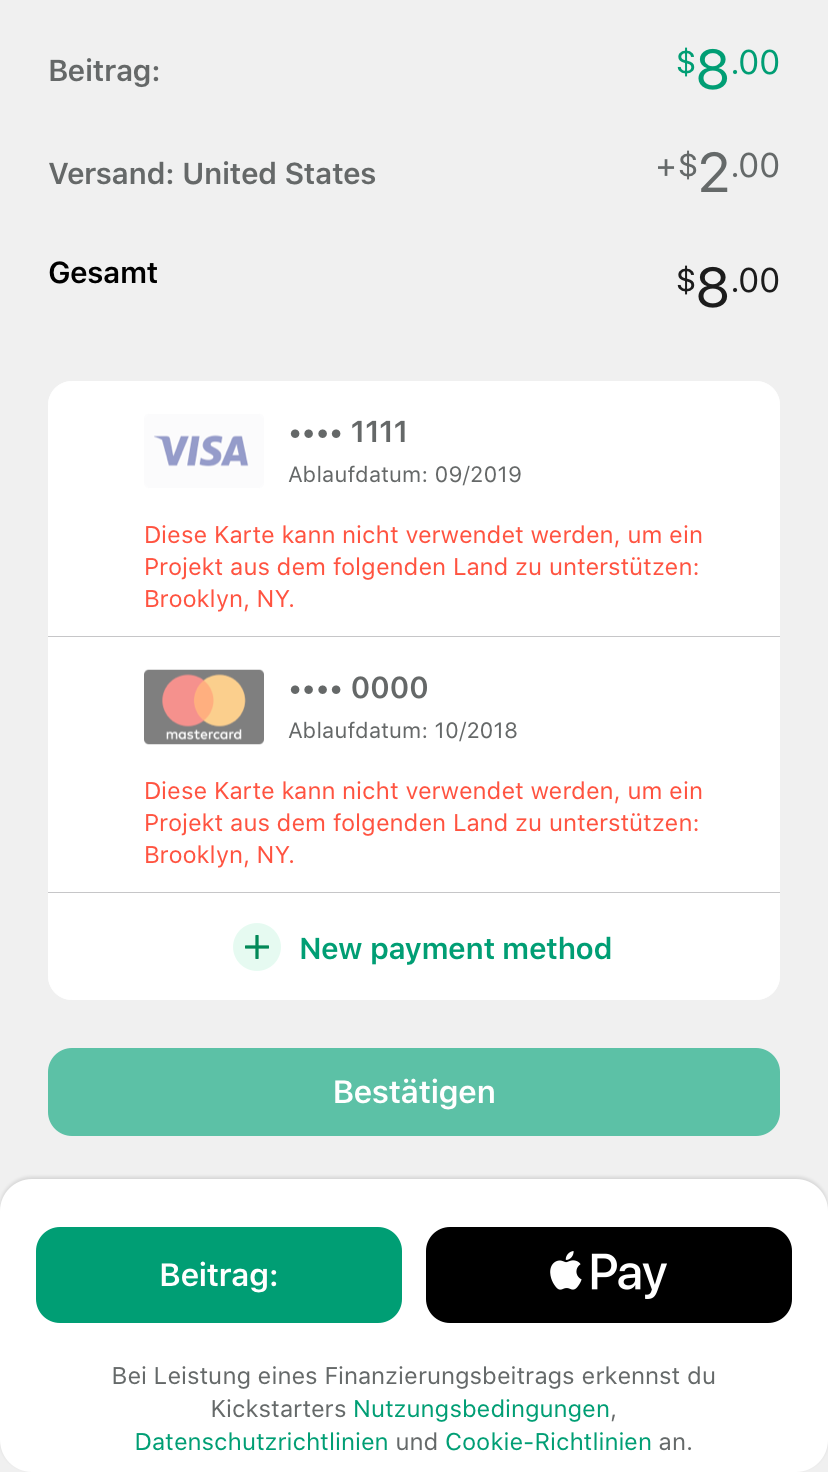 Beitrag:
$8.00
Versand: United States
+$2.00
Gesamt
$8.00
VISA
•••• 1111
Ablaufdatum: 09/2019
Diese Karte kann nicht verwendet werden, um ein
Projekt aus dem folgenden Land zu unterstützen:
Brooklyn, NY.
mastercard
•••• 0000
Ablaufdatum: 10/2018
Diese Karte kann nicht verwendet werden, um ein
Projekt aus dem folgenden Land zu unterstützen:
Brooklyn, NY.
+ New payment method
Bestätigen
Beitrag:
Pay
Bei Leistung eines Finanzierungsbeitrags erkennst du
Kickstarters Nutzungsbedingungen,
Datenschutzrichtlinien und Cookie-Richtlinien an.